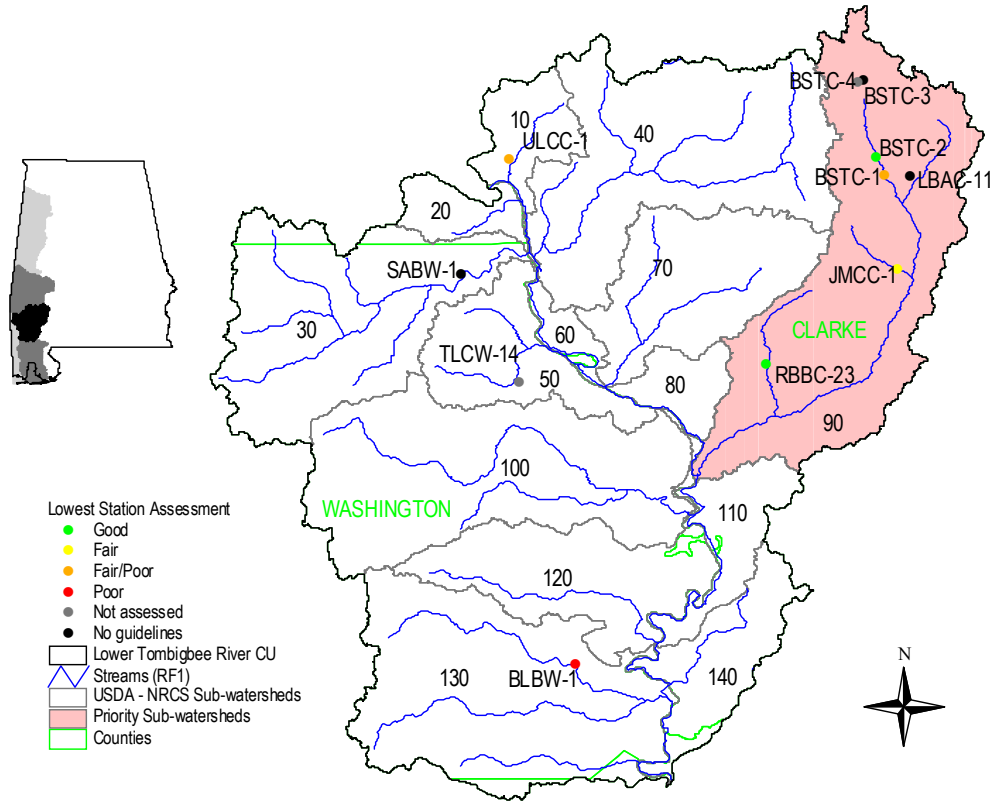 BSTC-4
BSTC-3
10
ULCC-1
40
BSTC-2
BSTC-1
LBAC-11
20
SABW-1
70
JMCC-1
30
60
CLARKE
TLCW-14
50
RBBC-23
80
90
100
WASHINGTON
110
Lowest Station Assessment
Good
Fair
Fair/Poor
Poor
Not assessed
No guidelines
Lower Tombigbee River CU
Streams (RF1)
USDA - NRCS Sub-watersheds
Priority Sub-watersheds
Counties
120
130
BLBW-1
140
N